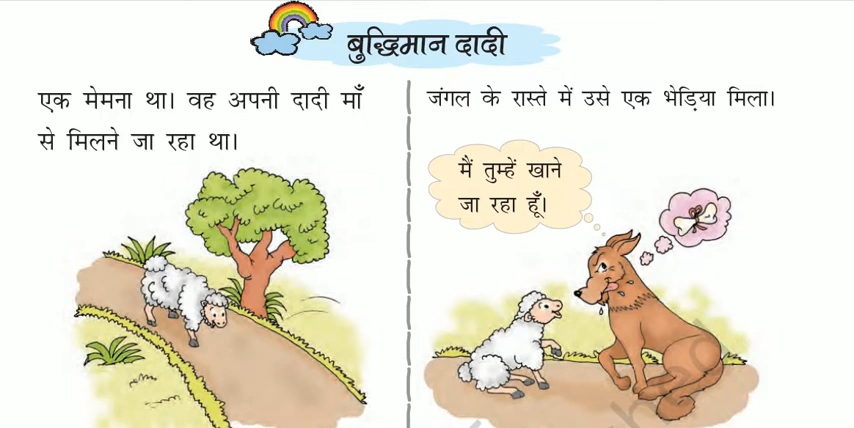 बुद्धिमान दादी
एक मेमना था। वह अपनी दादी माँ
से मिलने जा रहा था।
जंगल के रास्ते में उसे एक भेड़िया मिला।
मैं तुम्हें खाने
जा रहा हूँ।